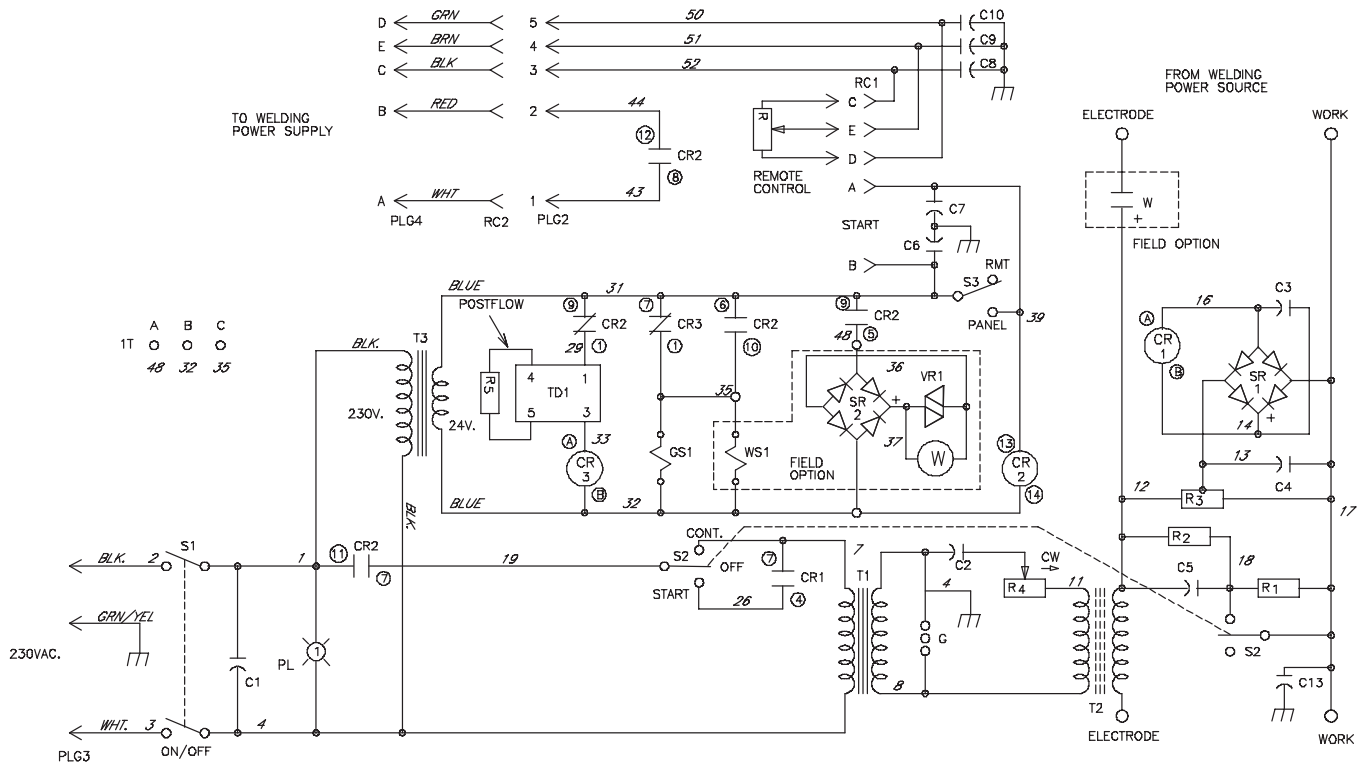 D GRN 5 50 C10
E BRN 4 51 C9
C BLK 3 52 C8
RC1
FROM WELDING
POWER SOURCE
TO WELDING
POWER SUPPLY
B RED 2 44
12
CR2
8
A WHT 1 43
PLG4 RC2 PLG2
R
C
E
D
REMOTE
CONTROL
ELECTRODE WORK
W
+
FIELD OPTION
A
C7
START
C6
B
S3 RMT
PANEL
39
BLUE 31
POSTFLOW
9 CR2 1
29
7 CR3 1
6 CR2 10
9 CR2 5
48
16 C3
A
CR
1
B
SR
1
+
14
13
C4
A B C
1T
48 32 35
BLK.
T3
230V.
24V.
R5
4 1
TD1
5 3
33
A
CR
3
B
35
GS1
WS1
36
VR1
SR
2
+
37
W
FIELD
OPTION
13
CR
2
14
BLUE 32
BLK.
12
R3
17
R2
18
BLK. 2 S1 1
11
CR2
7
19
CONT.
S2
OFF
START
26
7
CR1
4
7
T1
C2
4
CW
R4
11
C5
R1
GRN/YEL
230VAC.
PL
1
C1
G
8
S2
C13
T2
WHT. 3 4
ON/OFF
PLG3
ELECTRODE
WORK